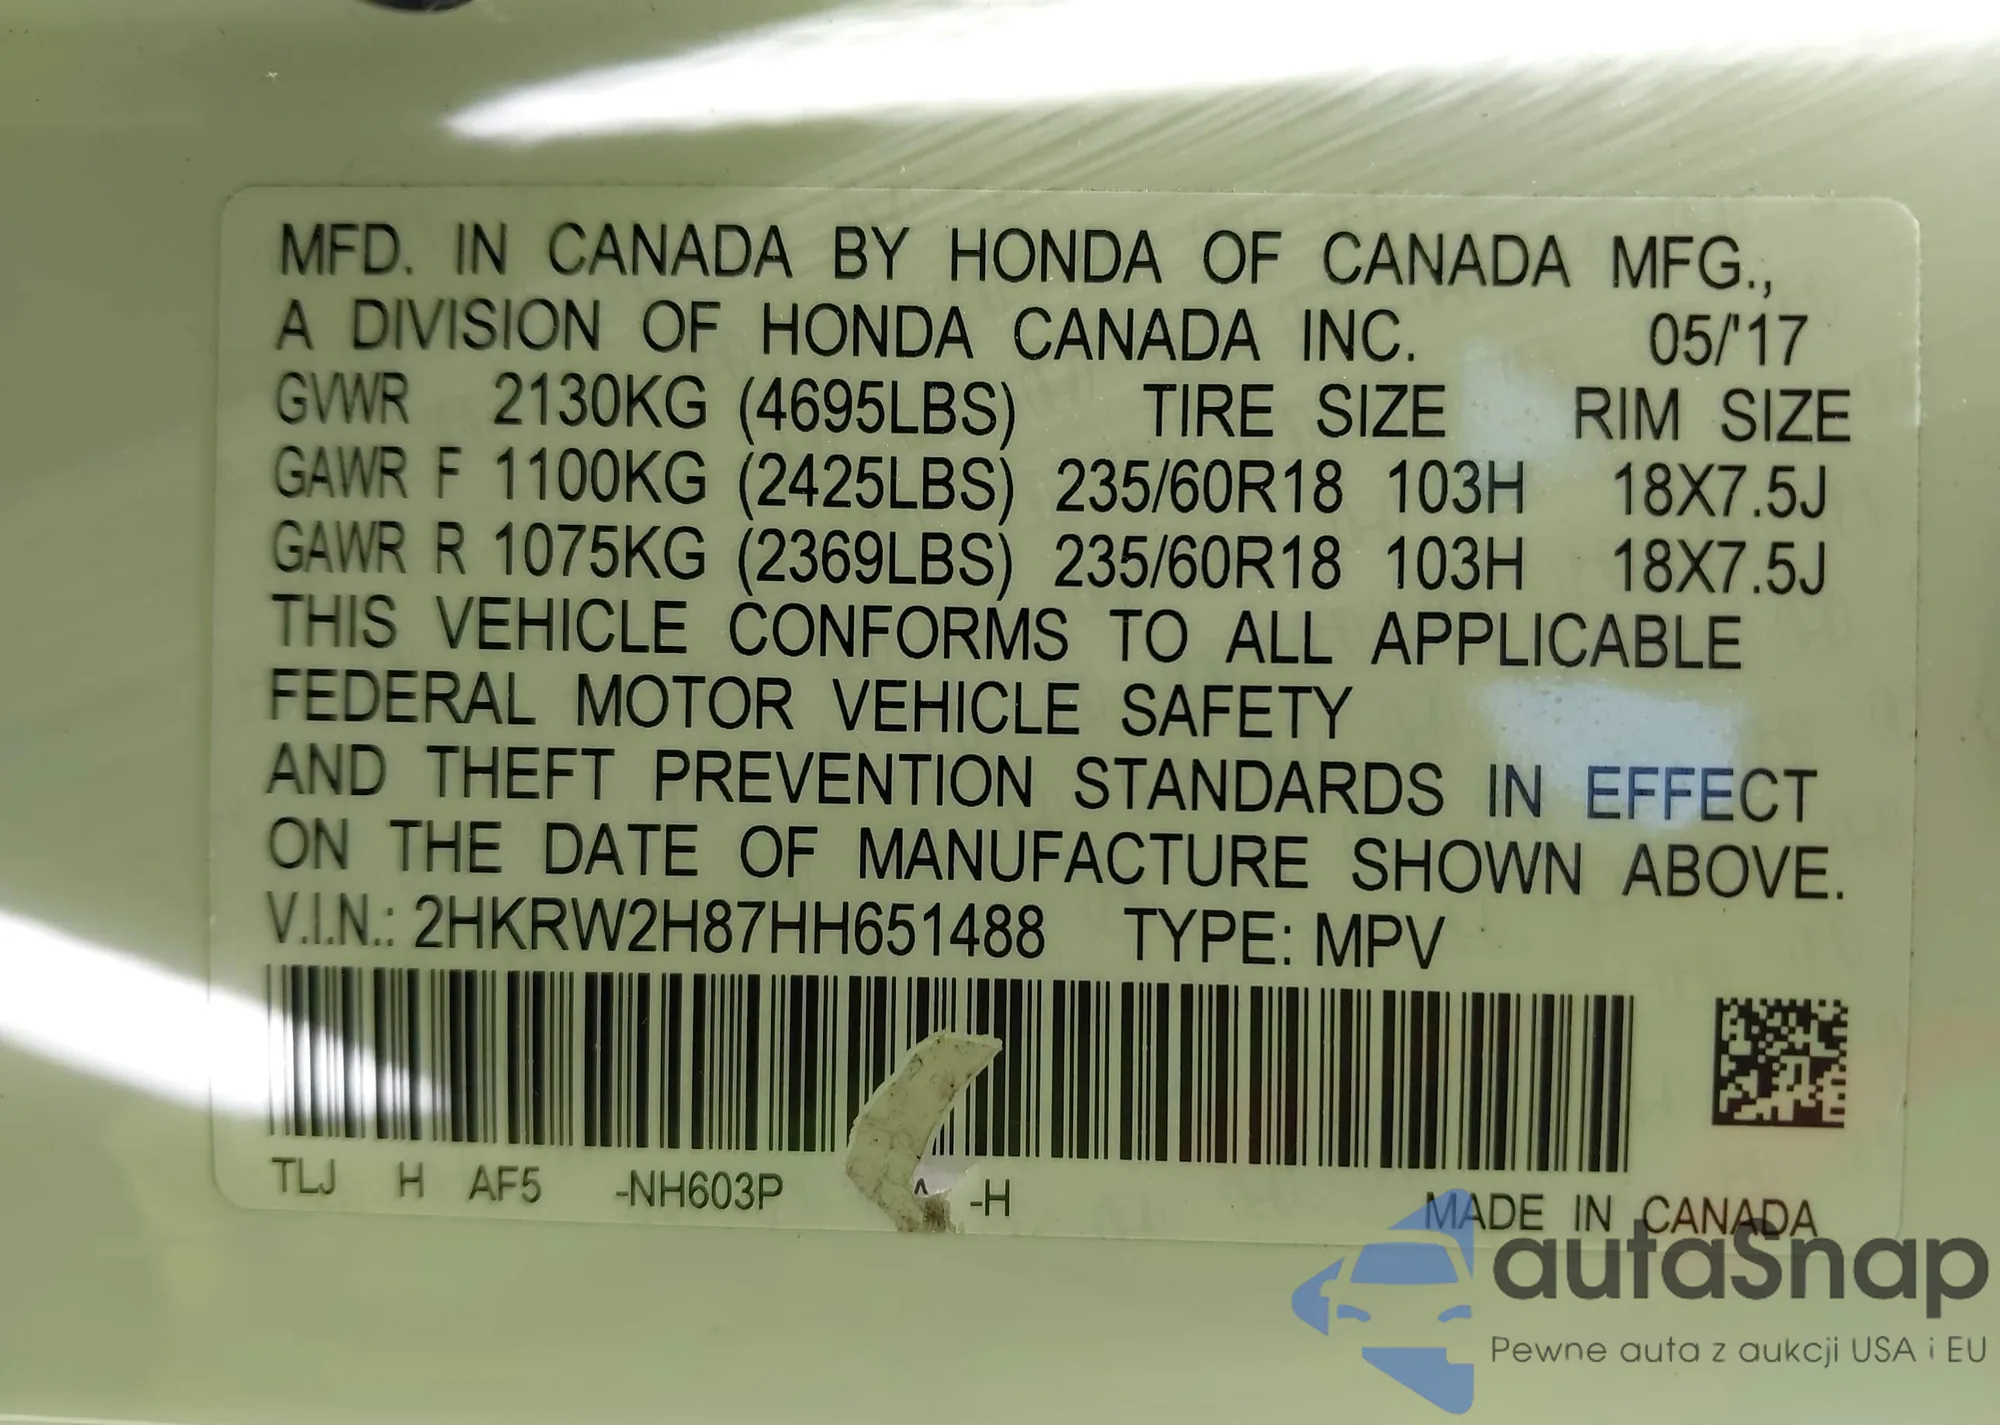 MFD. IN CANADA BY HONDA OF CANADA MFG.,
A DIVISION OF HONDA CANADA INC. 05/'17
GVWR 2130KG (4695LBS) TIRE SIZE RIM SIZE
GAWR F 1100KG (2425LBS) 235/60R18 103H 18X7.5J
GAWR R 1075KG (2369LBS) 235/60R18 103H 18X7.5J
THIS VEHICLE CONFORMS TO ALL APPLICABLE
FEDERAL MOTOR VEHICLE SAFETY
AND THEFT PREVENTION STANDARDS IN EFFECT
ON THE DATE OF MANUFACTURE SHOWN ABOVE.
V.I.N.: 2HKRW2H87HH651488 TYPE: MPV
TLJ H AF5 -NH603P -H
MADE IN CANADA
autaSnap
Pewne auta z aukcji USA i EU